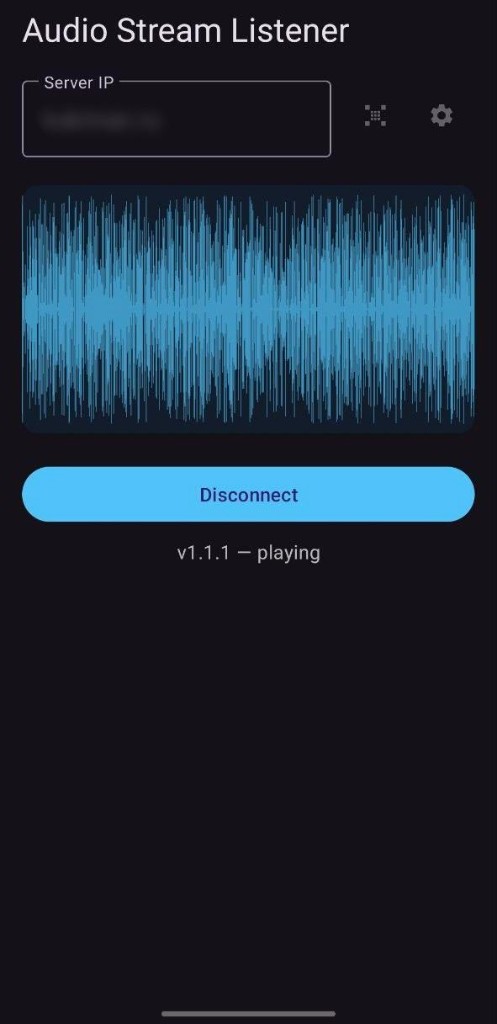 Audio Stream Listener
Server IP
Disconnect
v1.1.1 — playing